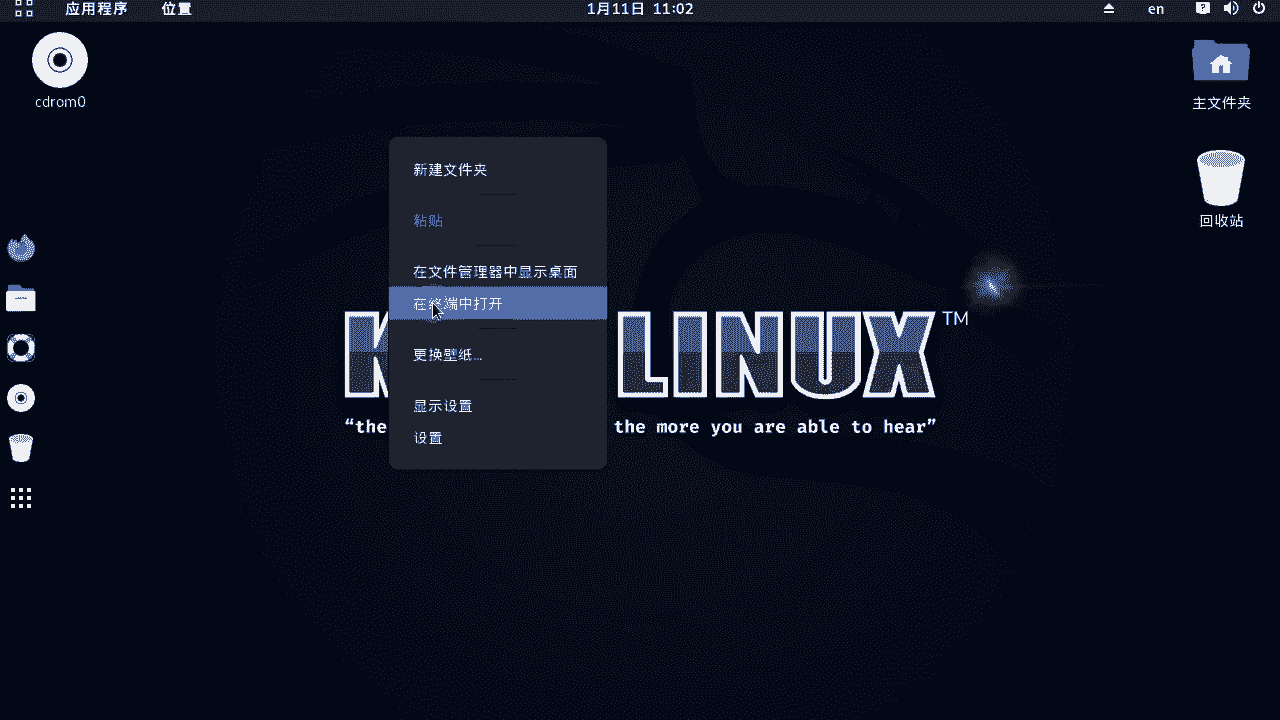 应用程序 位置 1月11日 11:02 en
cdrom0
主文件夹
回收站
新建文件夹
粘贴
在文件管理器中显示桌面
在终端中打开
更换壁纸...
显示设置
设置
K LINUX TM
“the the more you are able to hear”